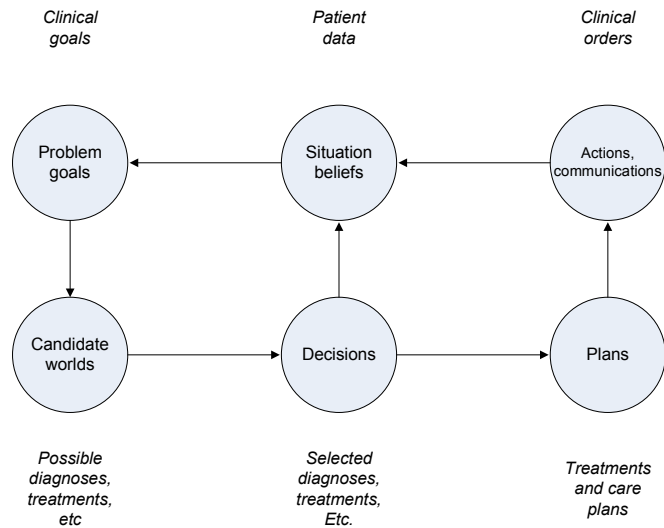 Clinical
goals
Patient
data
Clinical
orders
Problem
goals
Situation
beliefs
Actions,
communications,
Candidate
worlds
Decisions
Plans
Possible
diagnoses,
treatments,
etc
Selected
diagnoses,
treatments,
Etc.
Treatments
and care
plans